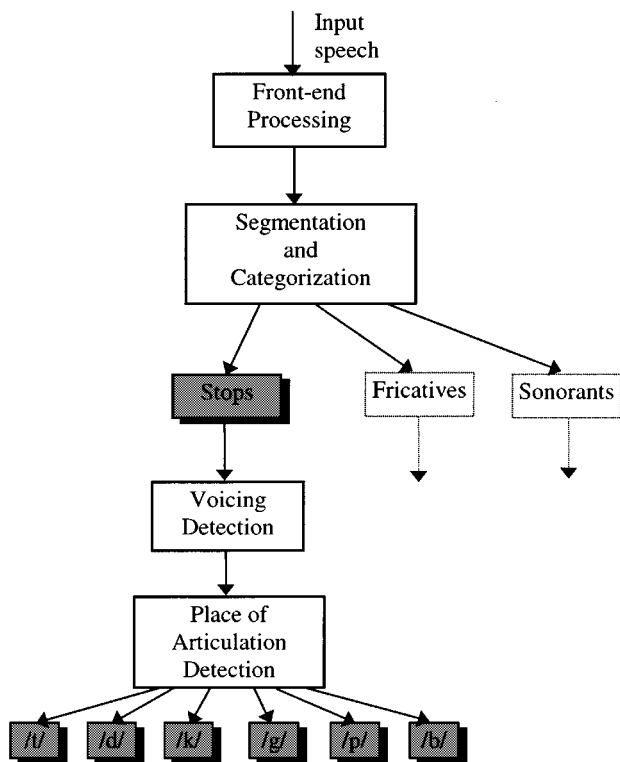 Input
speech
Front-end
Processing
Segmentation
and
Categorization
Stops
Fricatives
Sonorants
Voicing
Detection
Place of
Articulation
Detection
/t/ /d/ /k/ /g/ /p/ /b/